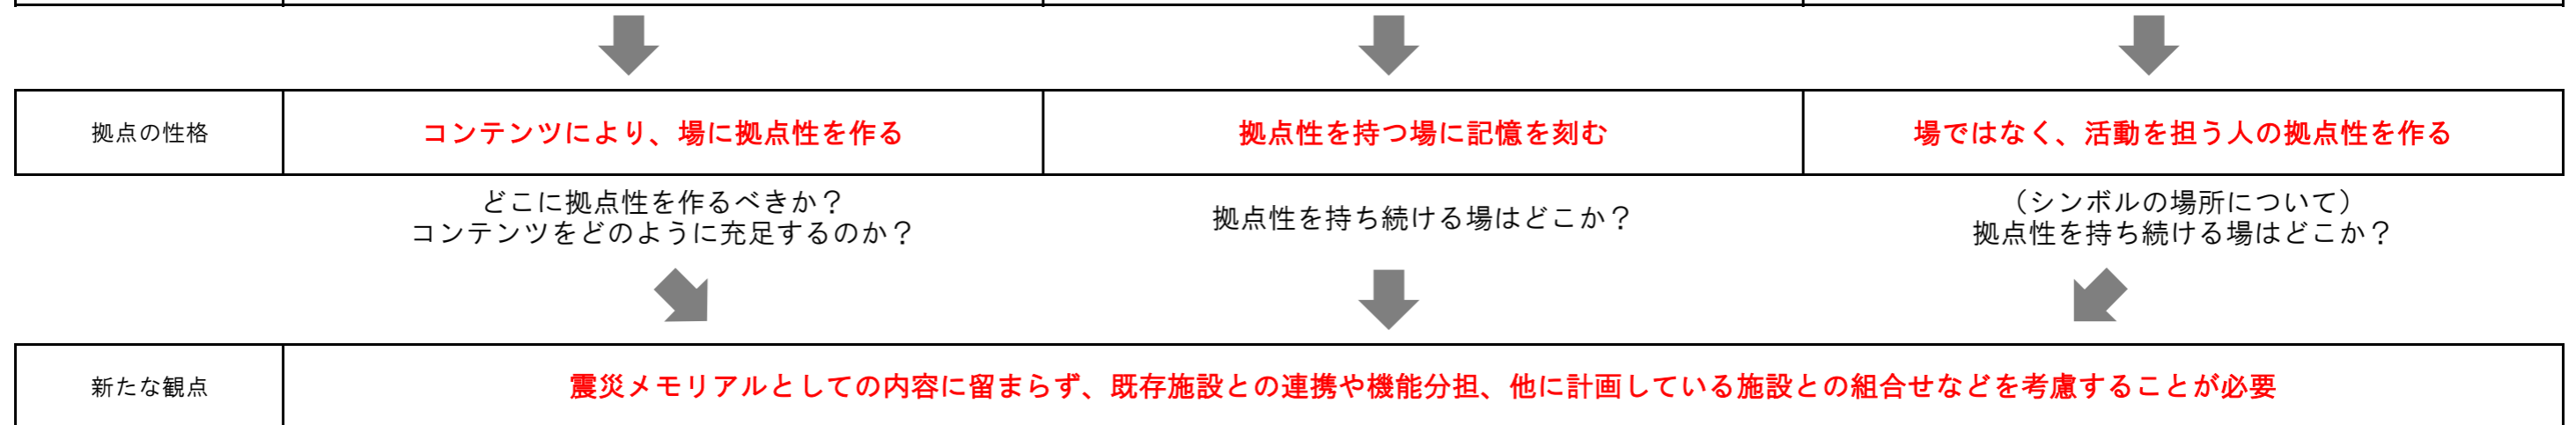 拠点の性格
コンテンツにより、場に拠点性を作る
拠点性を持つ場に記憶を刻む
場ではなく、活動を担う人の拠点性を作る
どこに拠点性を作るべきか？
コンテンツをどのように充足するのか？
拠点性を持ち続ける場はどこか？
（シンボルの場所について）
拠点性を持ち続ける場はどこか？
新たな観点
震災メモリアルとしての内容に留まらず、既存施設との連携や機能分担、他に計画している施設との組合せなどを考慮することが必要